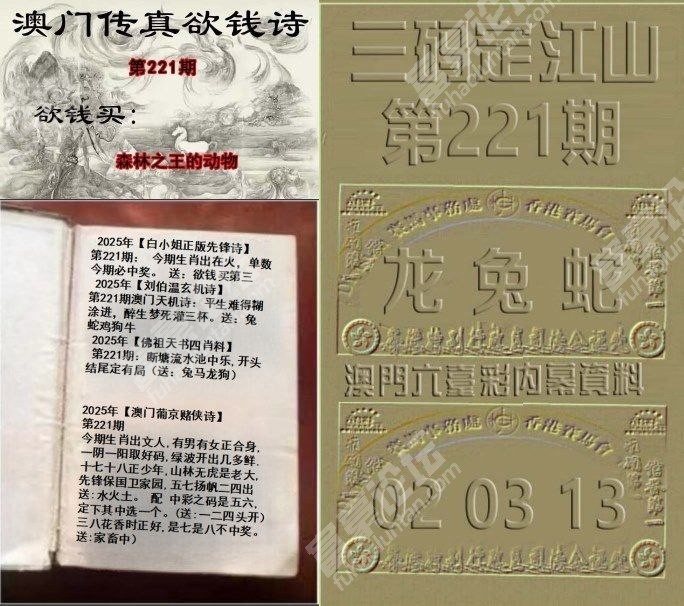 澳门传真欲钱诗
第221期
欲钱买:
森林之王的动物
2025年【白小姐正版先锋诗】
第221期: 今期生肖出在火，单数
今期必中奖。 送:欲钱买第三
2025年【刘伯温玄机诗】
第221期澳门天机诗: 平生难得糊
涂进，醉生梦死灌三杯。送: 兔
蛇鸡狗牛
2025年【佛祖天书四肖料】
第221期: 断塘流水池中乐,开头
结尾定有局（送: 兔马龙狗）
2025年【澳门葡京赌侠诗】
第221期
今期生肖出文人,有男有女正合身,
一阴一阳取好码,绿波开出几多鲜.
十七十八正少年,山林无虎是老大,
先锋保国卫家园, 五七扬帆二四出
送:水火土。 配 中彩之码是五六,
定下其中选一个。(送:一二四头开)
三八花香时正好,是七是八不中奖。
送:家畜中)
三码定江山
第221期
香港賽馬會
龙 兔 蛇
澳門六臺彩内幕資料
香港賽馬會
02 03 13